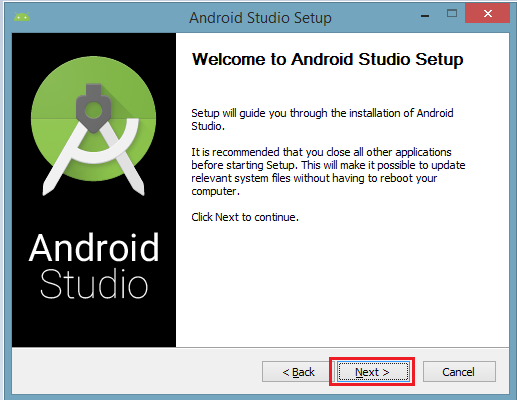 Android Studio Setup
Welcome to Android Studio Setup
Setup will guide you through the installation of Android
Studio.
It is recommended that you close all other applications
before starting Setup. This will make it possible to update
relevant system files without having to reboot your
computer.
Click Next to continue.
Android
Studio
< Back
Next >
Cancel